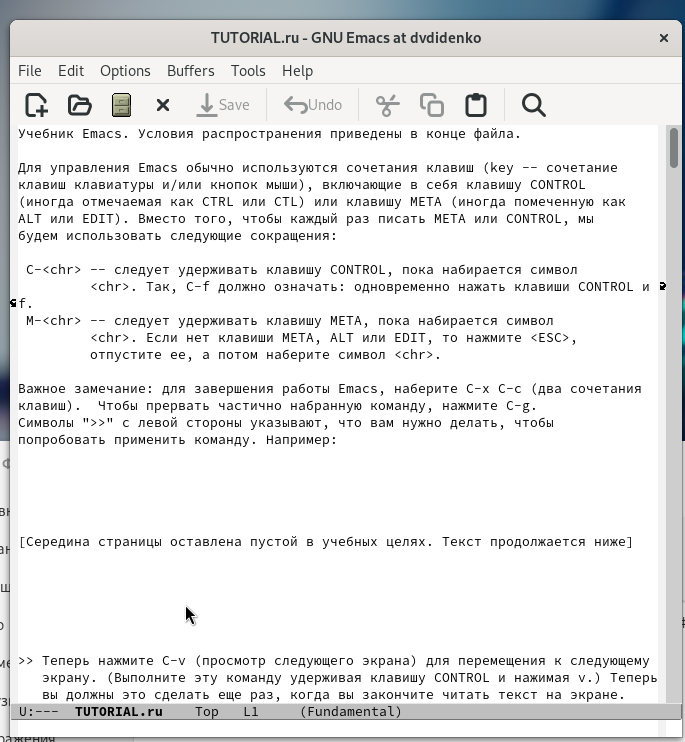 TUTORIAL.ru - GNU Emacs at dvdidenko
File Edit Options Buffers Tools Help
Save Undo
Учебник Emacs. Условия распространения приведены в конце файла.
Для управления Emacs обычно используются сочетания клавиш (key -- сочетание
клавиш клавиатуры и/или кнопок мыши), включающие в себя клавишу CONTROL
(иногда отмечаемая как CTRL или CTL) или клавишу META (иногда помеченную как
ALT или EDIT). Вместо того, чтобы каждый раз писать META или CONTROL, мы
будем использовать следующие сокращения:
C-<chr> -- следует удерживать клавишу CONTROL, пока набирается символ
<chr>. Так, C-f должно означать: одновременно нажать клавиши CONTROL и
f.
M-<chr> -- следует удерживать клавишу META, пока набирается символ
<chr>. Если нет клавиши META, ALT или EDIT, то нажмите <ESC>,
отпустите ее, а потом наберите символ <chr>.
Важное замечание: для завершения работы Emacs, наберите C-x C-c (два сочетания
клавиш).  Чтобы прервать частично набранную команду, нажмите C-g.
Символы ">>" с левой стороны указывают, что вам нужно делать, чтобы
попробовать применить команду. Например:
[Середина страницы оставлена пустой в учебных целях. Текст продолжается ниже]
>> Теперь нажмите C-v (просмотр следующего экрана) для перемещения к следующему
экрану. (Выполните эту команду удерживая клавишу CONTROL и нажимая v.) Теперь
вы должны это сделать еще раз, когда вы закончите читать текст на экране.
U:--- TUTORIAL.ru Top L1 (Fundamental)